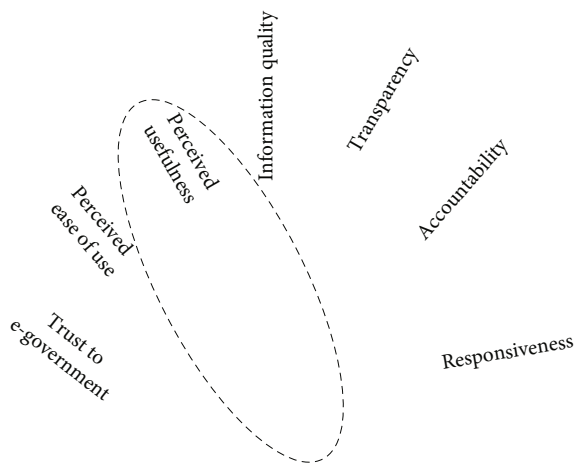 Trust to
e-government
Perceived
ease of use
Perceived
usefulness
Information quality
Transparency
Accountability
Responsiveness